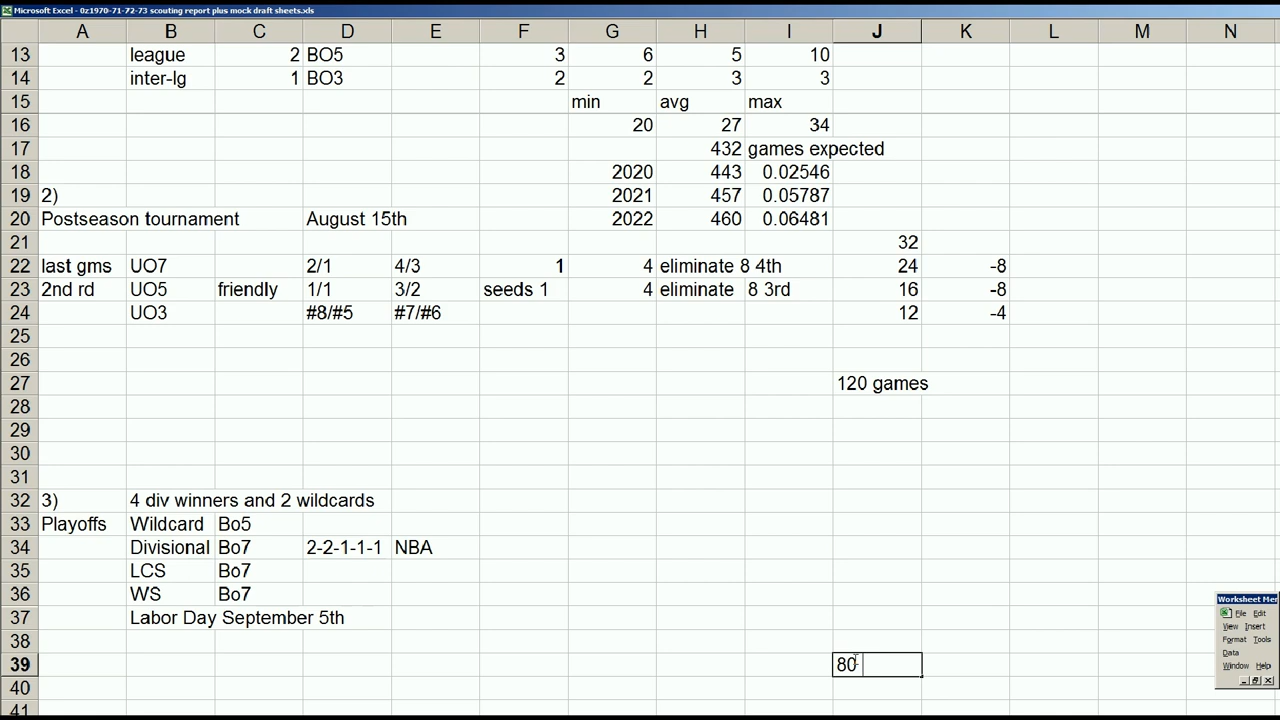 Microsoft Excel - 0z1970-71-72-73 scouting report plus mock draft sheets.xls
A B C D E F G H I J K L M N
13 league 2 BO5 3 6 5 10
14 inter-lg 1 BO3 2 2 3 3
15 min avg max
16 20 27 34
17 432 games expected
18 2020 443 0.02546
19 2) 2021 457 0.05787
20 Postseason tournament August 15th 2022 460 0.06481
21 32
22 last gms UO7 2/1 4/3 1 4 eliminate 8 4th 24 -8
23 2nd rd UO5 friendly 1/1 3/2 seeds 1 4 eliminate 8 3rd 16 -8
24 UO3 #8/#5 #7/#6 12 -4
25
26
27 120 games
28
29
30
31
32 3) 4 div winners and 2 wildcards
33 Playoffs Wildcard Bo5
34 Divisional Bo7 2-2-1-1-1 NBA
35 LCS Bo7
36 WS Bo7
37 Labor Day September 5th
38
39 80
40
41
Worksheet Mer
File Edit
View Insert
Format Tools
Data
Window Help